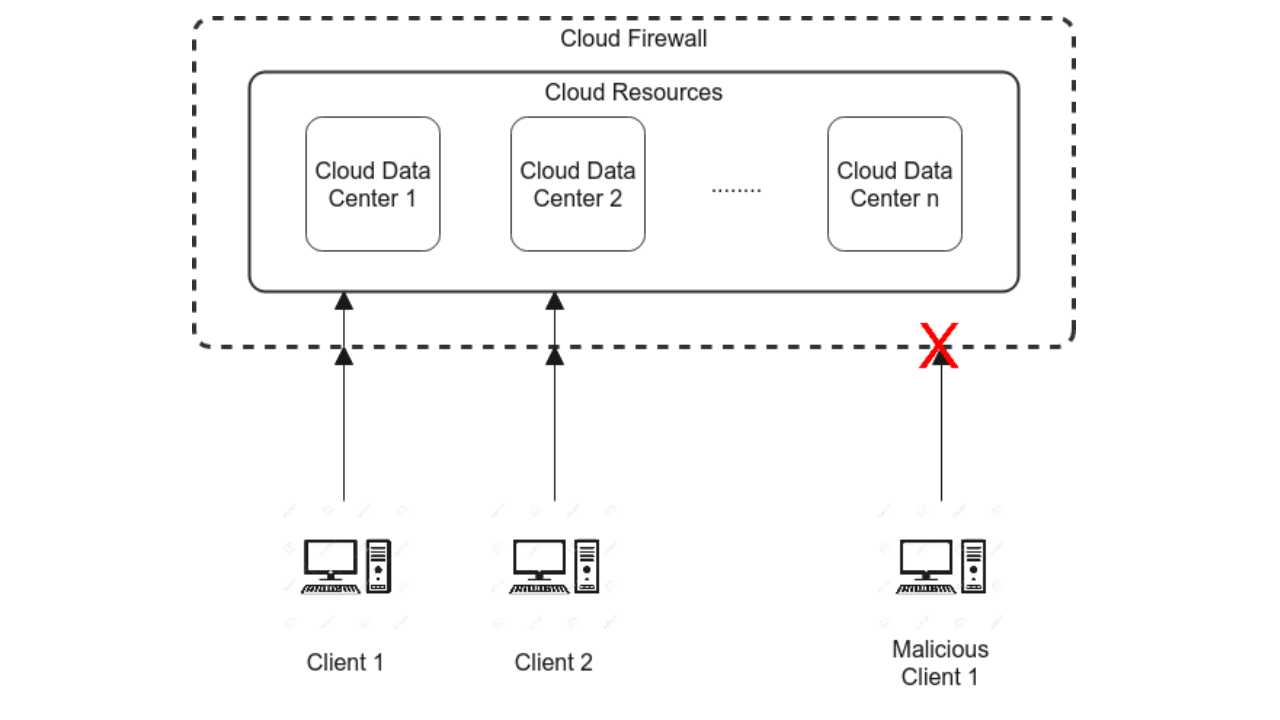 Cloud Firewall
Cloud Resources
Cloud Data
Center 1
Cloud Data
Center 2
........
Cloud Data
Center n
X
Client 1
Client 2
Malicious
Client 1